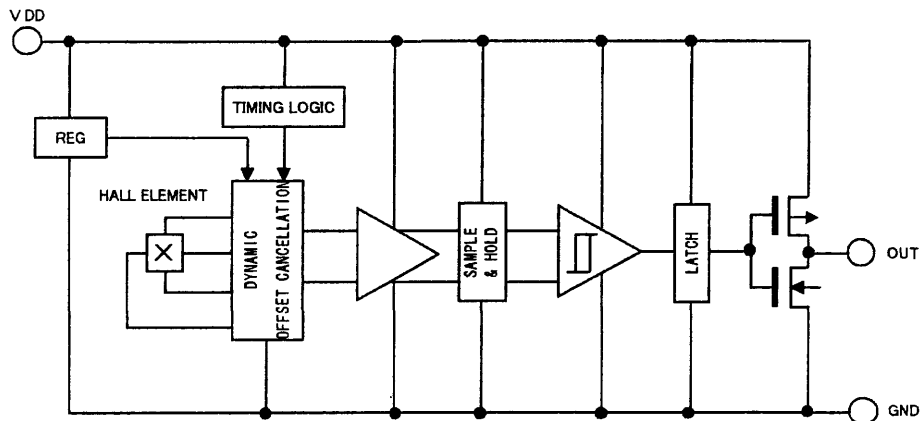 V DD
TIMING LOGIC
REG
HALL ELEMENT
DYNAMIC
OFFSET CANCELLATION
SAMPLE
& HOLD
LATCH
OUT
GND